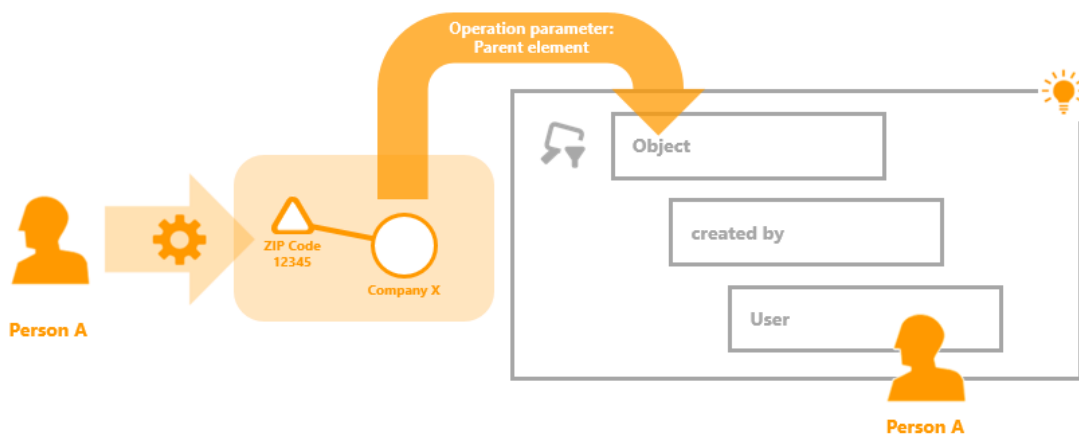 Operation parameter:
Parent element
Object
created by
User
ZIP Code
12345
Company X
Person A
Person A